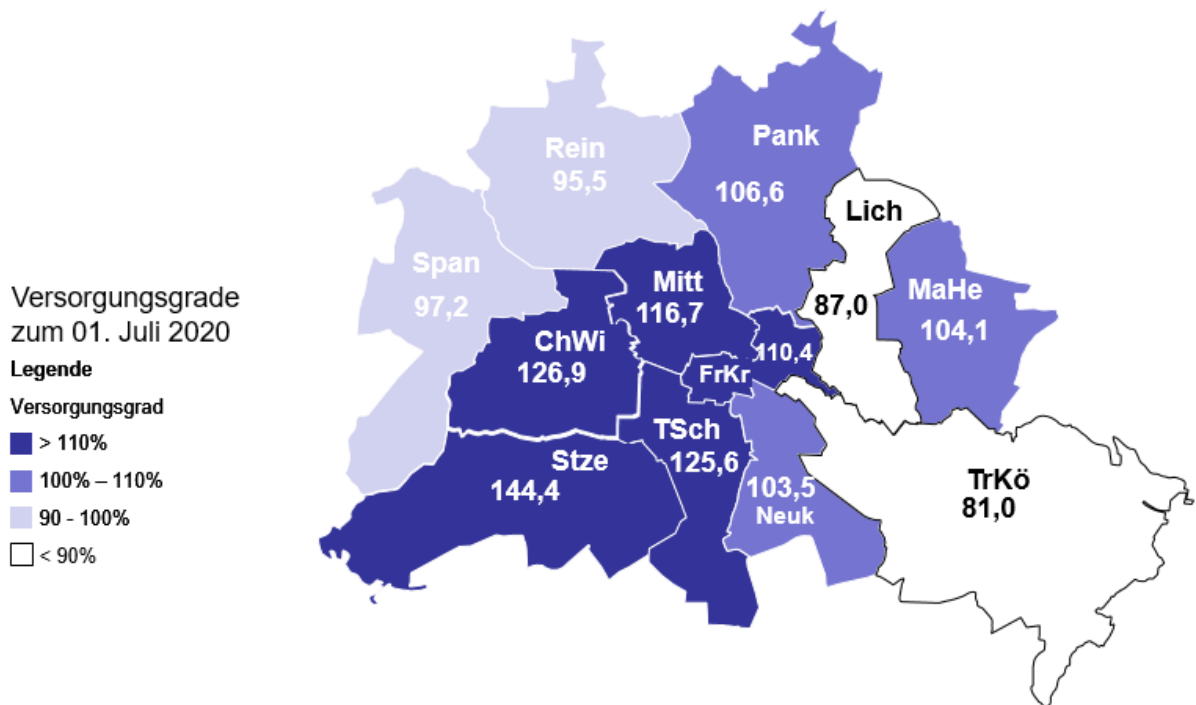 Versorgungsgrade
zum 01. Juli 2020
Legende
Versorgungsgrad
> 110%
100% – 110%
90 - 100%
< 90%
Rein
95,5
Pank
106,6
Lich
87,0
Span
97,2
Mitt
116,7
MaHe
104,1
ChWi
126,9
110,4
FrKr
TSch
125,6
Stze
144,4
103,5
Neuk
TrKö
81,0